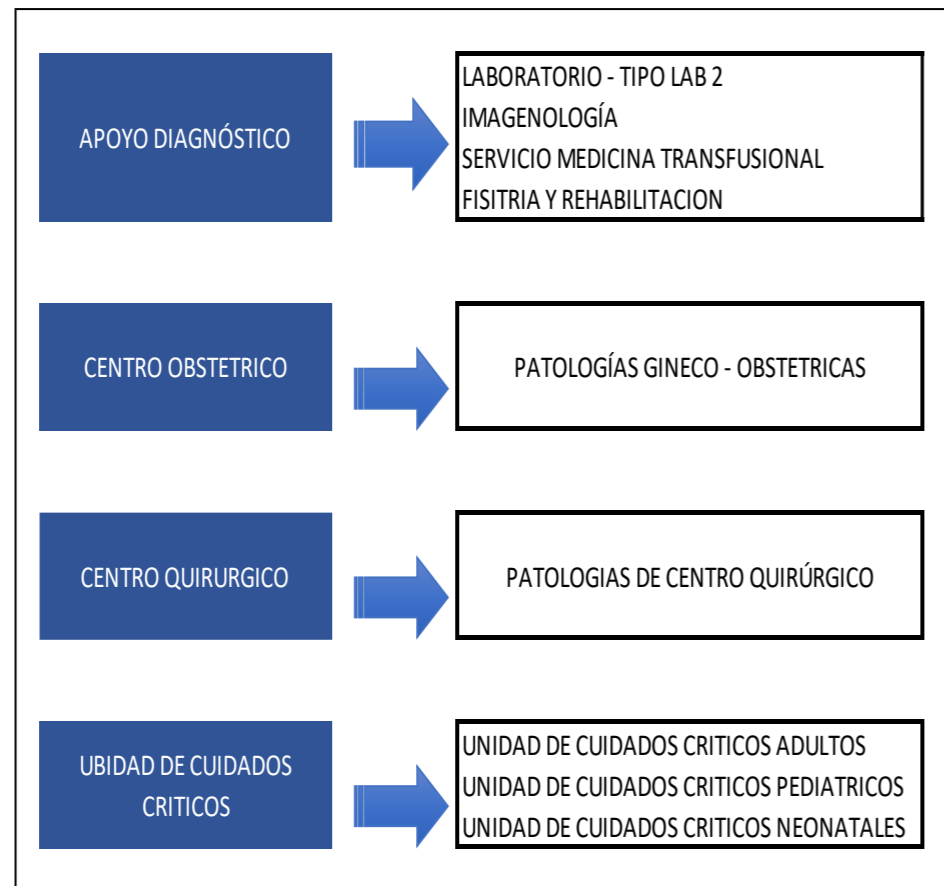 APOYO DIAGNÓSTICO
LABORATORIO - TIPO LAB 2
IMAGENOLOGÍA
SERVICIO MEDICINA TRANSFUSIONAL
FISITRIA Y REHABILITACION
CENTRO OBSTETRICO
PATOLOGÍAS GINECO - OBSTETRICAS
CENTRO QUIRURGICO
PATOLOGIAS DE CENTRO QUIRÚRGICO
UBIDAD DE CUIDADOS
CRITICOS
UNIDAD DE CUIDADOS CRITICOS ADULTOS
UNIDAD DE CUIDADOS CRITICOS PEDIATRICOS
UNIDAD DE CUIDADOS CRITICOS NEONATALES